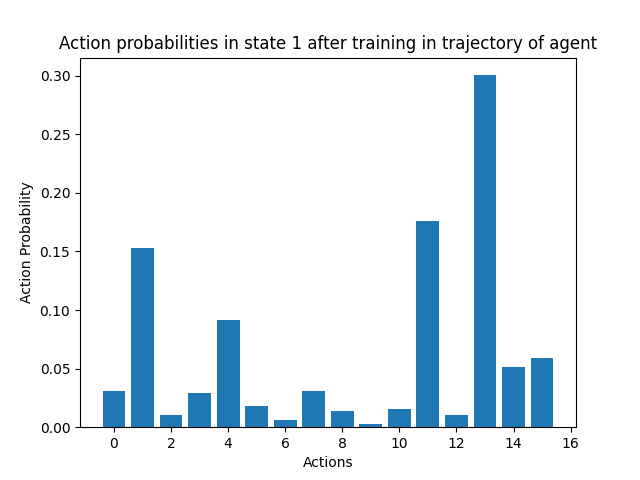 Action probabilities in state 1 after training in trajectory of agent
0.30
0.25
0.20
0.15
0.10
0.05
0.00
Action Probability
0 2 4 6 8 10 12 14 16
Actions